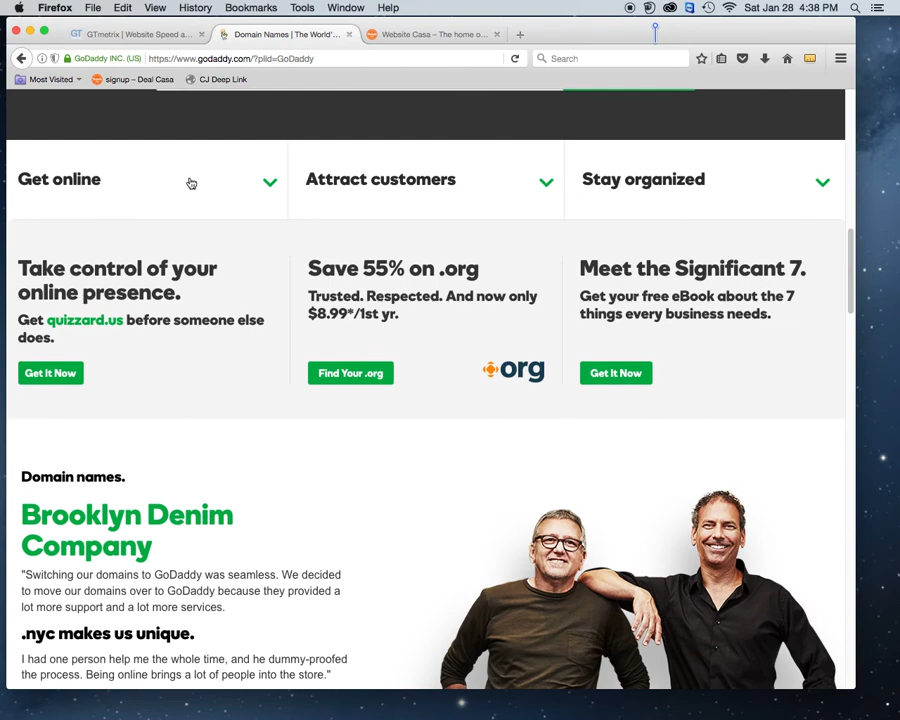 Firefox File Edit View History Bookmarks Tools Window Help Sat Jan 28 4:38 PM
GT GTmetrix | Website Speed a... × Domain Names | The World'... × Website Casa – The home o... × +
GoDaddy INC. (US) https://www.godaddy.com/?plid=GoDaddy Search
Most Visited signup – Deal Casa CJ Deep Link
Get online Attract customers Stay organized
Take control of your
online presence.
Get quizzard.us before someone else
does.
Get It Now
Save 55% on .org
Trusted. Respected. And now only
$8.99*/1st yr.
Find Your .org
org
Meet the Significant 7.
Get your free eBook about the 7
things every business needs.
Get It Now
Domain names.
Brooklyn Denim
Company
"Switching our domains to GoDaddy was seamless. We decided
to move our domains over to GoDaddy because they provided a
lot more support and a lot more services.
.nyc makes us unique.
I had one person help me the whole time, and he dummy-proofed
the process. Being online brings a lot of people into the store."